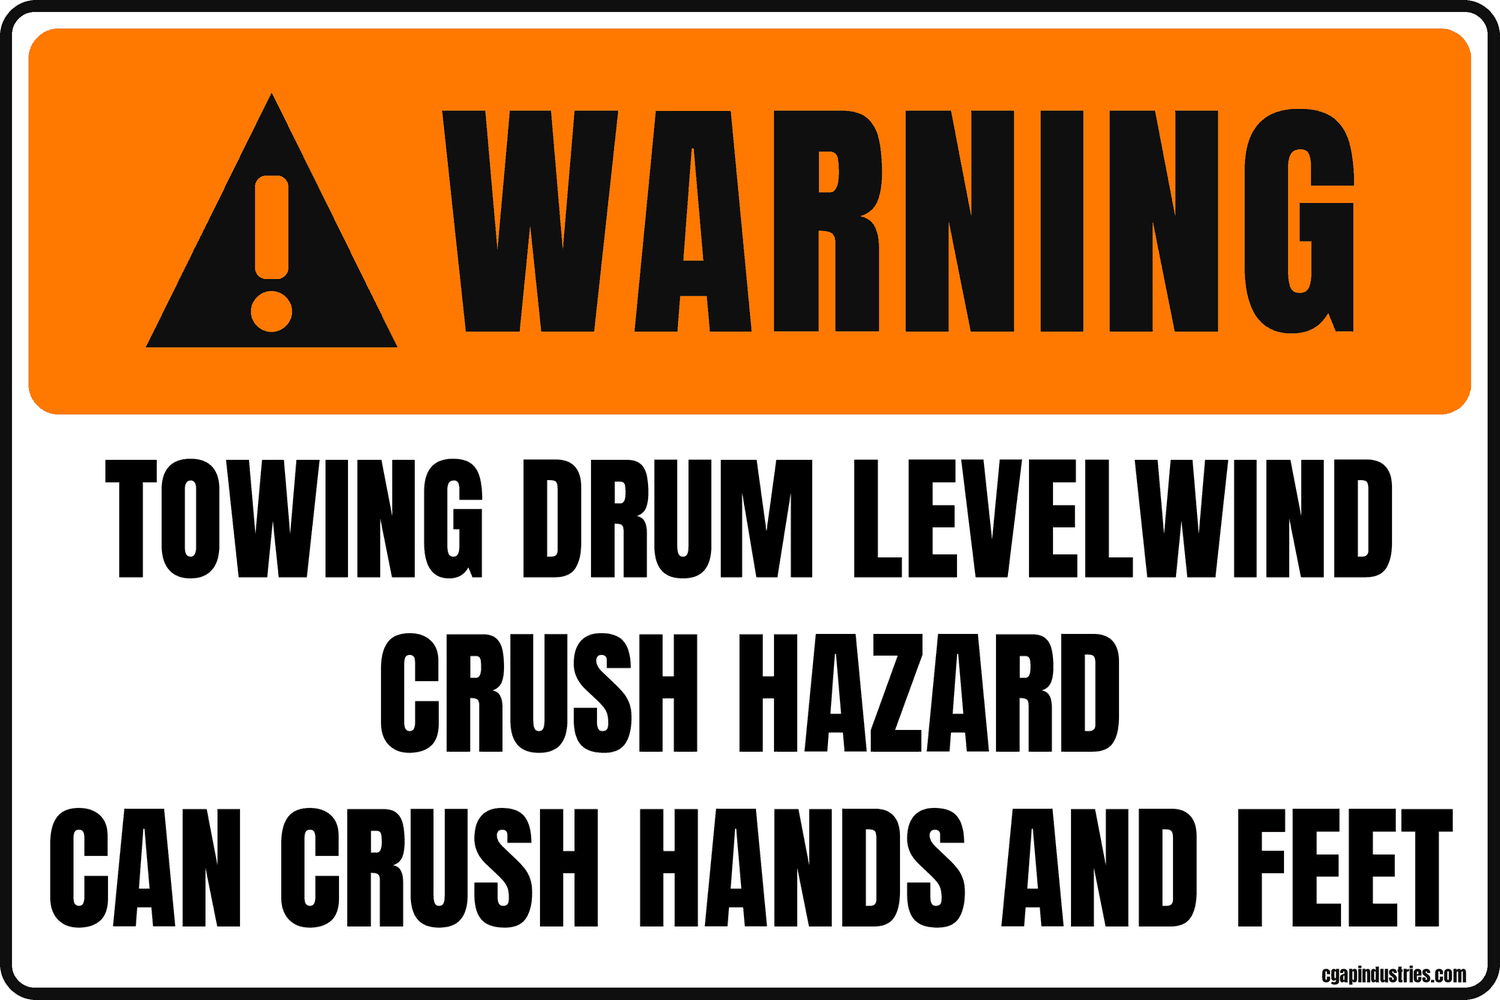 WARNING
TOWING DRUM LEVELWIND
CRUSH HAZARD
CAN CRUSH HANDS AND FEET
cgapindustries.com